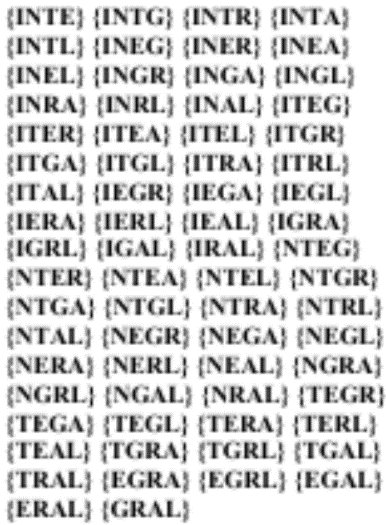 {INTE} {INTG} {INTR} {INTA}
{INTL} {INEG} {INER} {INEA}
{INEL} {INGR} {INGA} {INGL}
{INRA} {INRL} {INAL} {ITEG}
{ITER} {ITEA} {ITEL} {ITGR}
{ITGA} {ITGL} {ITRA} {ITRL}
{ITAL} {IEGR} {IEGA} {IEGL}
{IERA} {IERL} {IEAL} {IGRA}
{IGRL} {IGAL} {IRAL} {NTEG}
{NTER} {NTEA} {NTEL} {NTGR}
{NTGA} {NTGL} {NTRA} {NTRL}
{NTAL} {NEGR} {NEGA} {NEGL}
{NERA} {NERL} {NEAL} {NGRA}
{NGRL} {NGAL} {NRAL} {TEGR}
{TEGA} {TEGL} {TERA} {TERL}
{TEAL} {TGRA} {TGRL} {TGAL}
{TRAL} {EGRA} {EGRL} {EGAL}
{ERAL} {GRAL}